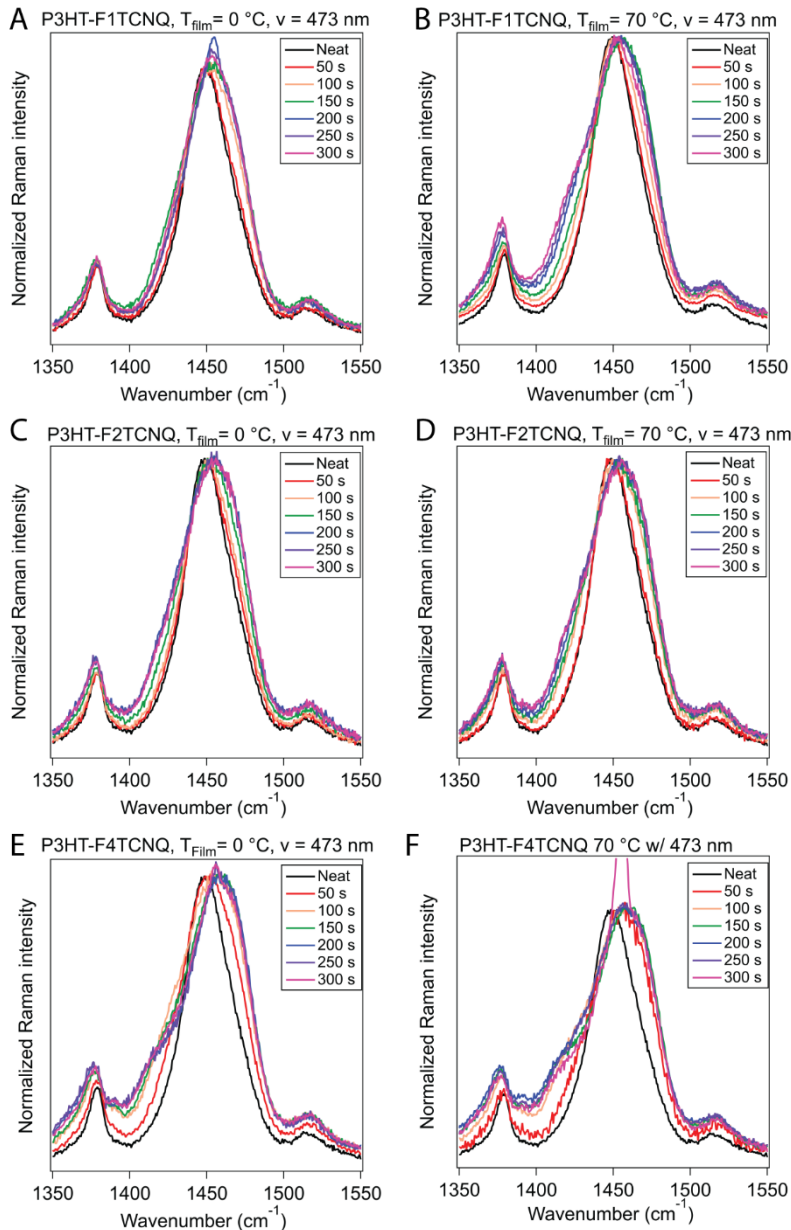 A P3HT-F1TCNQ, T_film= 0 °C, v = 473 nm
Normalized Raman intensity
Neat
50 s
100 s
150 s
200 s
250 s
300 s
1350 1400 1450 1500 1550
Wavenumber (cm⁻¹)
B P3HT-F1TCNQ, T_film= 70 °C, v = 473 nm
Normalized Raman intensity
Neat
50 s
100 s
150 s
200 s
250 s
300 s
1350 1400 1450 1500 1550
Wavenumber (cm⁻¹)
C P3HT-F2TCNQ, T_film= 0 °C, v = 473 nm
Normalized Raman intensity
Neat
50 s
100 s
150 s
200 s
250 s
300 s
1350 1400 1450 1500 1550
Wavenumber (cm⁻¹)
D P3HT-F2TCNQ, T_film= 70 °C, v = 473 nm
Normalized Raman intensity
Neat
50 s
100 s
150 s
200 s
250 s
300 s
1350 1400 1450 1500 1550
Wavenumber (cm⁻¹)
E P3HT-F4TCNQ, T_Film= 0 °C, v = 473 nm
Normalized Raman intensity
Neat
50 s
100 s
150 s
200 s
250 s
300 s
1350 1400 1450 1500 1550
Wavenumber (cm⁻¹)
F P3HT-F4TCNQ 70 °C w/ 473 nm
Normalized Raman intensity
Neat
50 s
100 s
150 s
200 s
250 s
300 s
1350 1400 1450 1500 1550
Wavenumber (cm⁻¹)